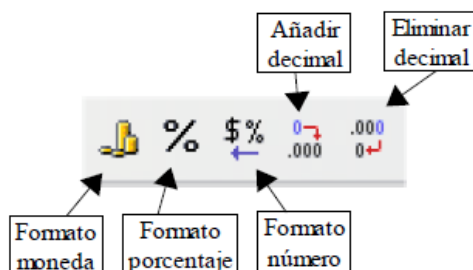 Añadir
decimal
Eliminar
decimal
%
$%
0
.000
.000
0
Formato
moneda
Formato
porcentaje
Formato
número